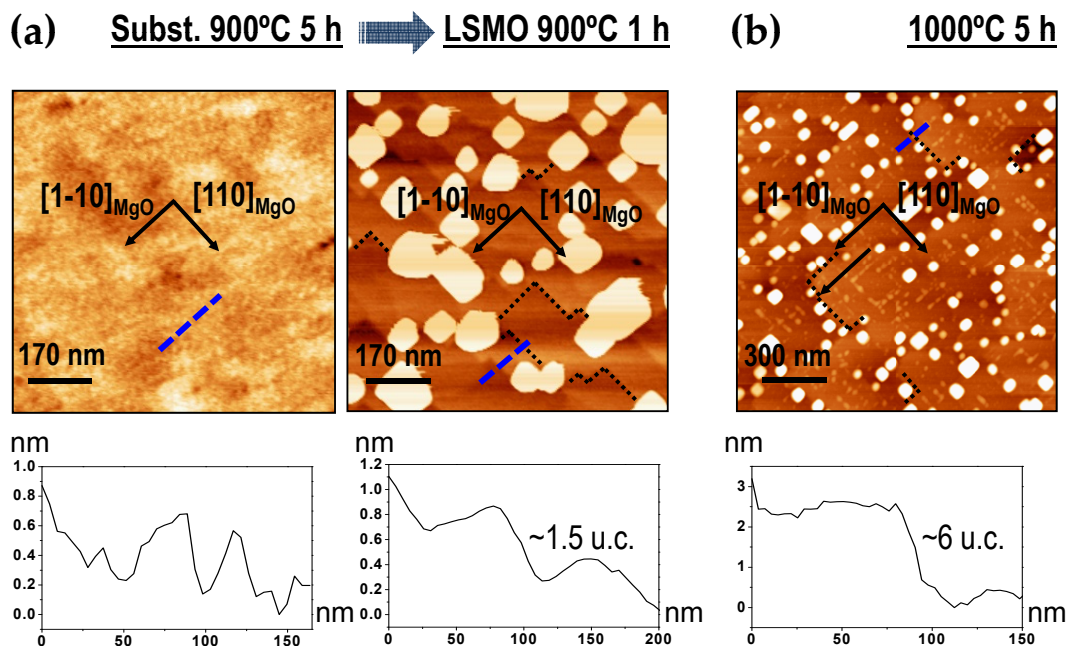 (a) Subst. 900ºC 5 h LSMO 900ºC 1 h (b) 1000ºC 5 h
[1-10]MgO [110]MgO
170 nm
[1-10]MgO [110]MgO
170 nm
[1-10]MgO [110]MgO
300 nm
nm
1.0
0.8
0.6
0.4
0.2
0.0
0 50 100 150
nm
nm
1.2
1.0
0.8
0.6
0.4
0.2
0.0
~1.5 u.c.
0 50 100 150 200
nm
nm
3
2
1
0
~6 u.c.
0 50 100 150